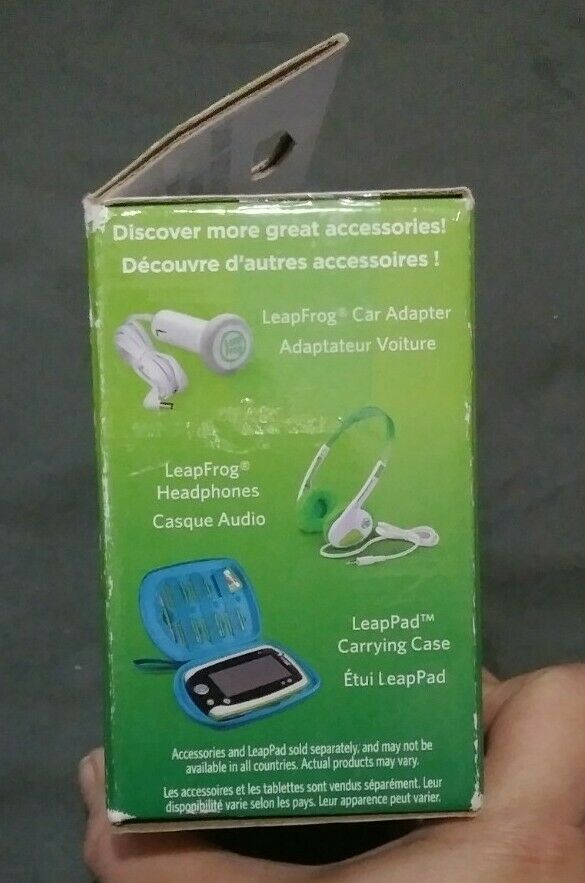 Discover more great accessories!
Découvre d'autres accessoires !
LeapFrog® Car Adapter
Adaptateur Voiture
Leap
Frog
LeapFrog®
Headphones
Casque Audio
LeapPad™
Carrying Case
Étui LeapPad
Accessories and LeapPad sold separately, and may not be
available in all countries. Actual products may vary.
Les accessoires et les tablettes sont vendus séparément. Leur
disponibilité varie selon les pays. Leur apparence peut varier.